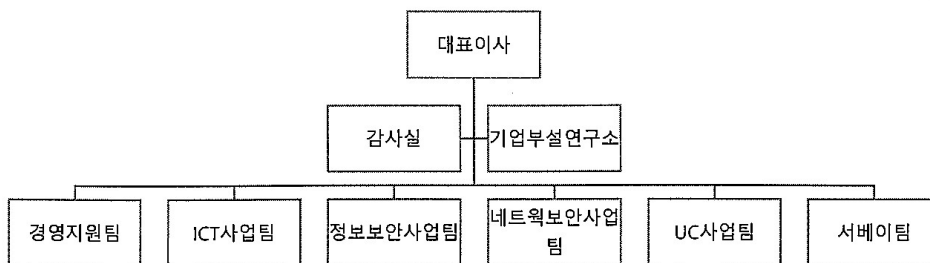 대표이사
감사실
기업부설연구소
경영지원팀
ICT사업팀
정보보안사업팀
네트웍보안사업
팀
UC사업팀
서베이팀